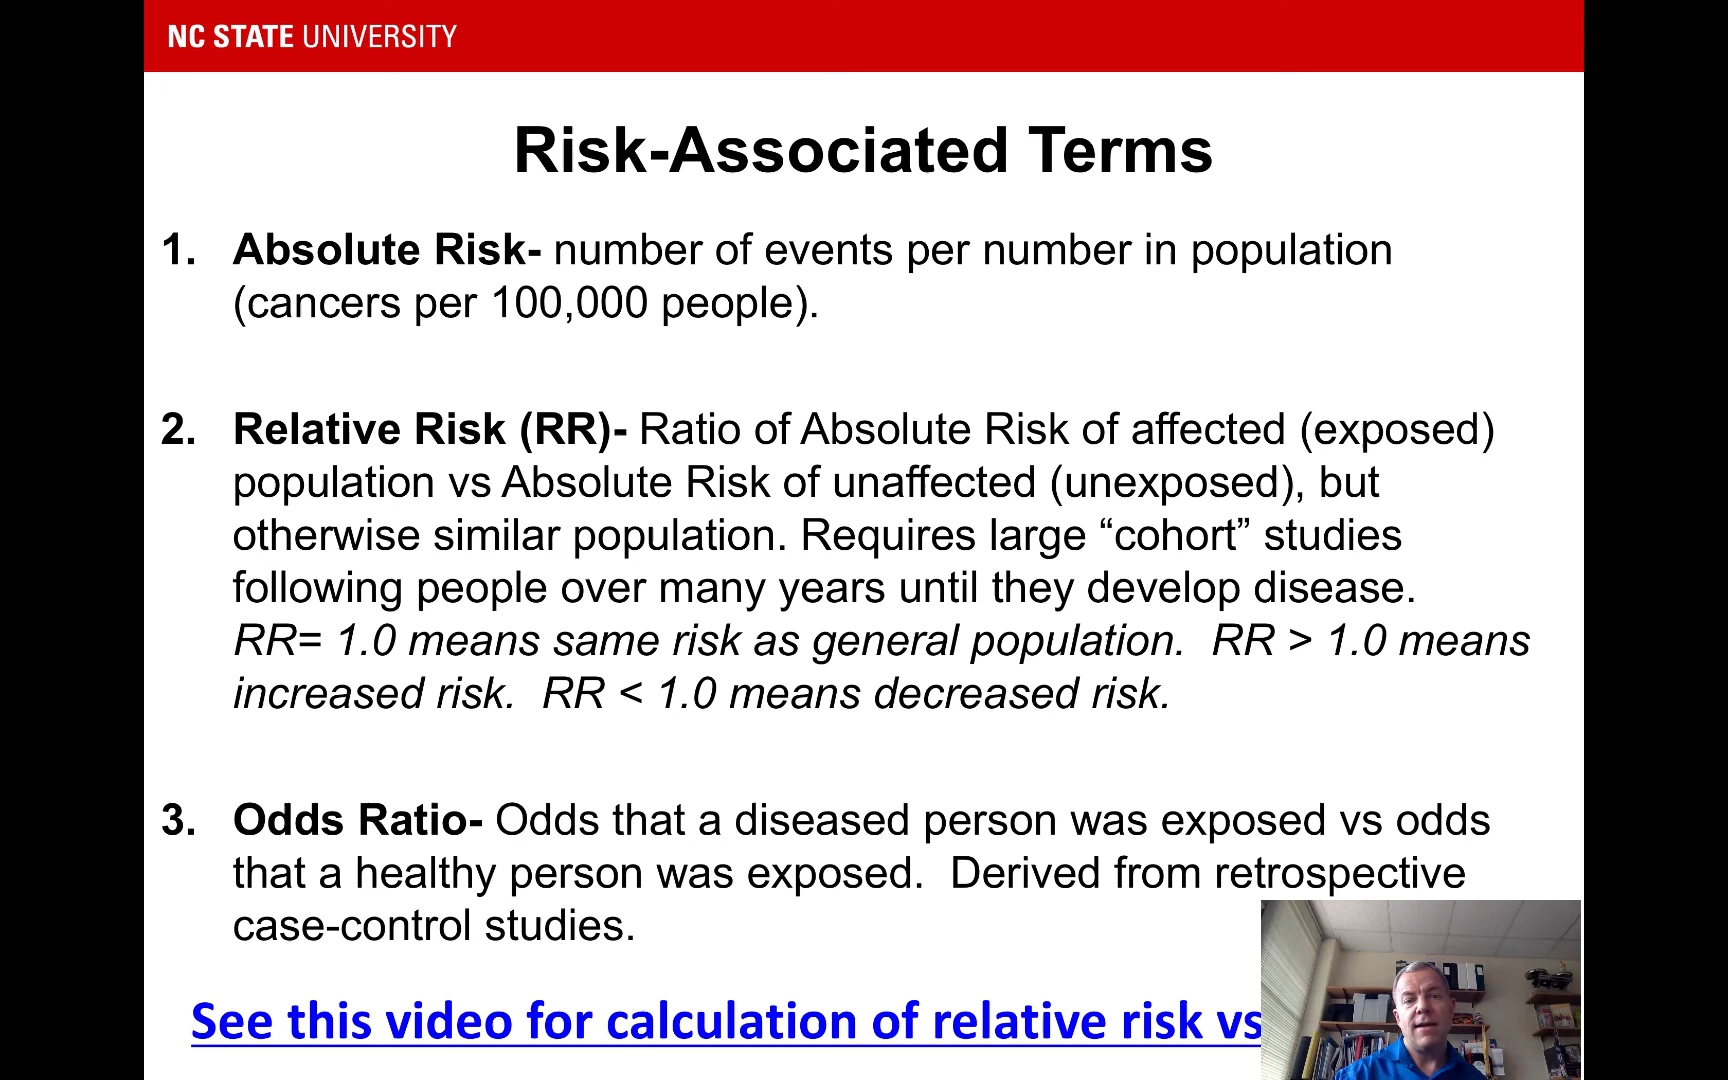 NC STATE UNIVERSITY
Risk-Associated Terms
1. Absolute Risk- number of events per number in population
(cancers per 100,000 people).
2. Relative Risk (RR)- Ratio of Absolute Risk of affected (exposed)
population vs Absolute Risk of unaffected (unexposed), but
otherwise similar population. Requires large “cohort” studies
following people over many years until they develop disease.
RR= 1.0 means same risk as general population. RR > 1.0 means
increased risk. RR < 1.0 means decreased risk.
3. Odds Ratio- Odds that a diseased person was exposed vs odds
that a healthy person was exposed. Derived from retrospective
case-control studies.
See this video for calculation of relative risk vs